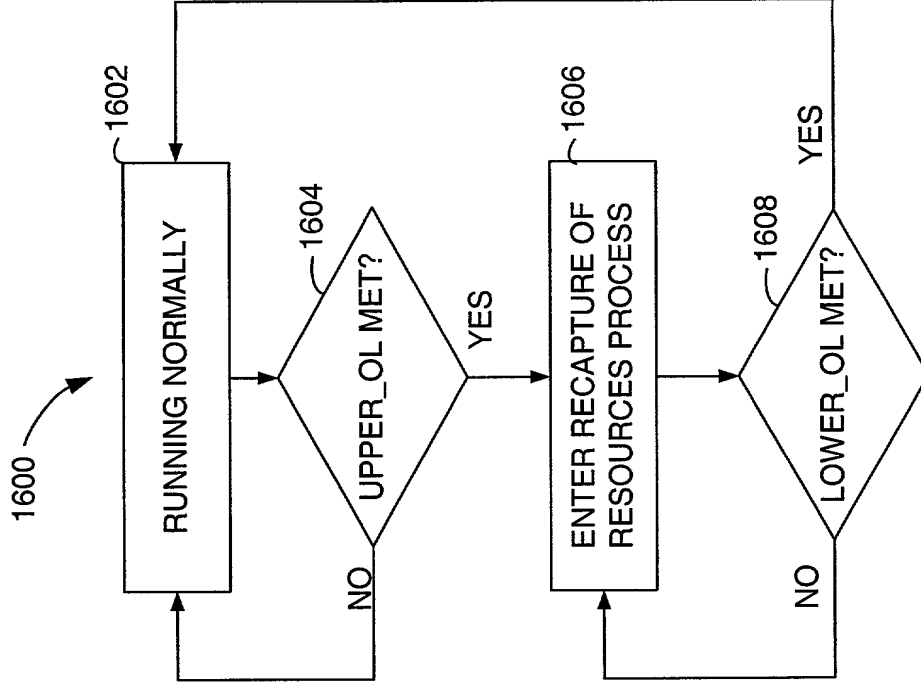 1600
1602
RUNNING NORMALLY
1604
UPPER_OL MET?
NO
YES
1606
ENTER RECAPTURE OF
RESOURCES PROCESS
1608
LOWER_OL MET?
NO
YES